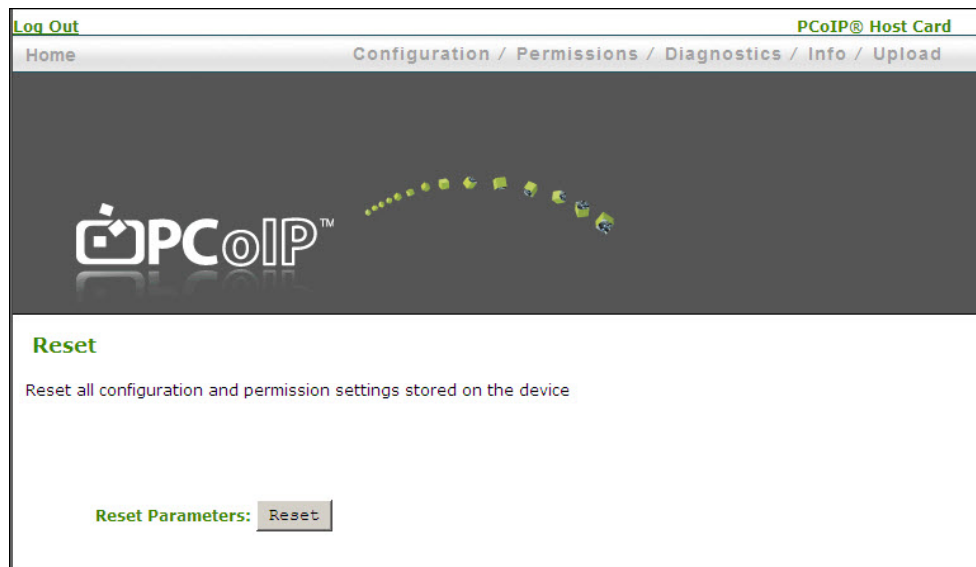 Log Out PCoIP® Host Card
Home Configuration / Permissions / Diagnostics / Info / Upload
PCoIP™
Reset
Reset all configuration and permission settings stored on the device
Reset Parameters: Reset